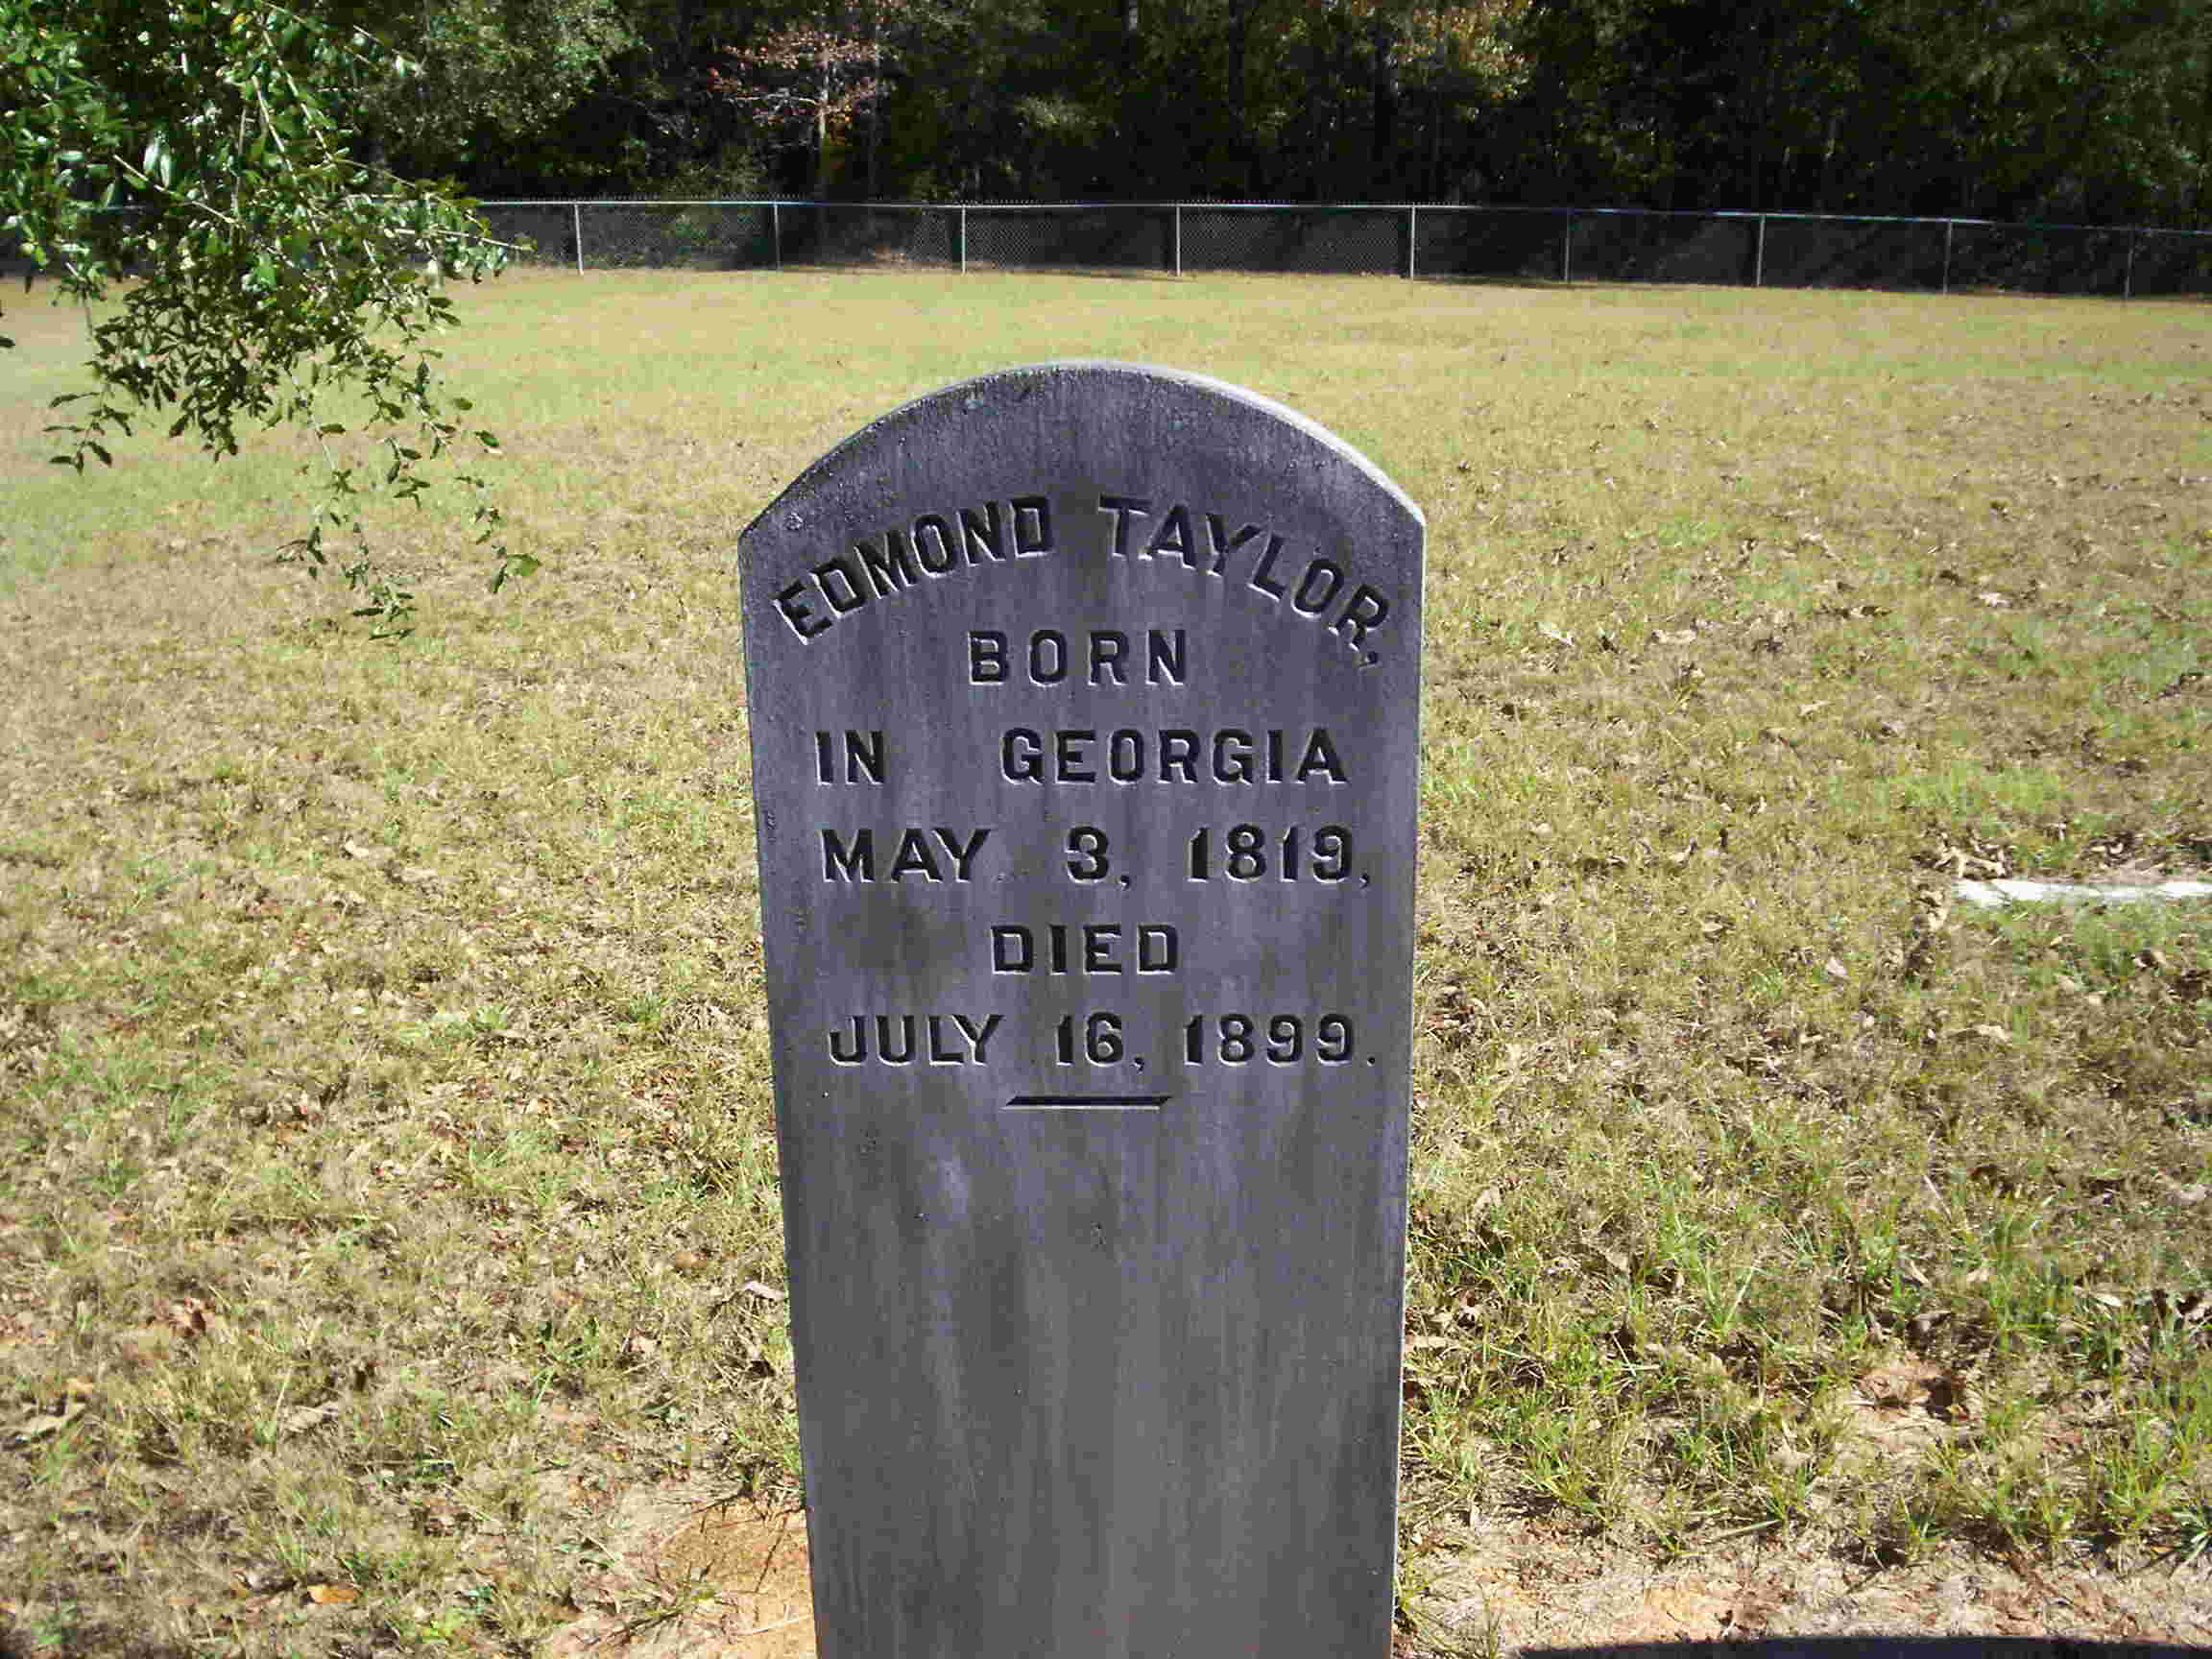 EDMOND TAYLOR,
BORN
IN GEORGIA
MAY 3, 1819,
DIED
JULY 16, 1899.